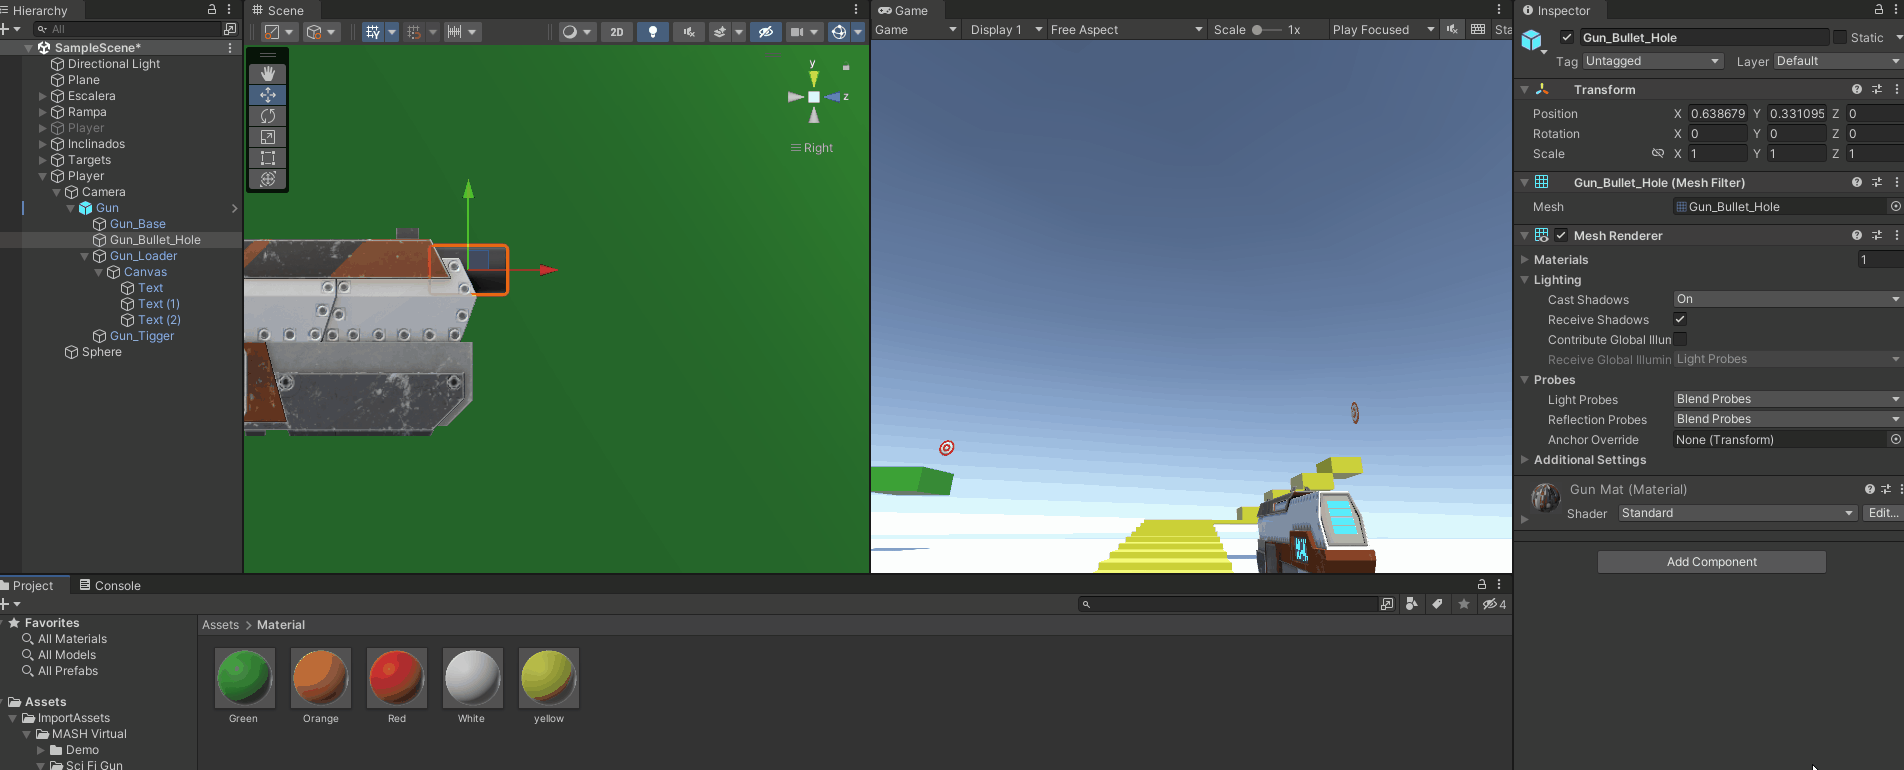 Hierarchy
All
SampleScene*
Directional Light
Plane
Escalera
Rampa
Player
Inclinados
Targets
Player
Camera
Gun
Gun_Base
Gun_Bullet_Hole
Gun_Loader
Canvas
Text
Text (1)
Text (2)
Gun_Tigger
Sphere
Scene
2D
y
z
Right
Game
Game Display 1 Free Aspect Scale 1x Play Focused Sta
Inspector
Gun_Bullet_Hole Static
Tag Untagged Layer Default
Transform
Position X 0.638679 Y 0.331095 Z 0
Rotation X 0 Y 0 Z 0
Scale X 1 Y 1 Z 1
Gun_Bullet_Hole (Mesh Filter)
Mesh Gun_Bullet_Hole
Mesh Renderer
Materials 1
Lighting
Cast Shadows On
Receive Shadows
Contribute Global Illum
Receive Global Illumin Light Probes
Probes
Light Probes Blend Probes
Reflection Probes Blend Probes
Anchor Override None (Transform)
Additional Settings
Gun Mat (Material)
Shader Standard Edit...
Add Component
Project Console
4
Favorites
All Materials
All Models
All Prefabs
Assets
ImportAssets
MASH Virtual
Demo
Sci Fi Gun
Assets > Material
Green Orange Red White yellow